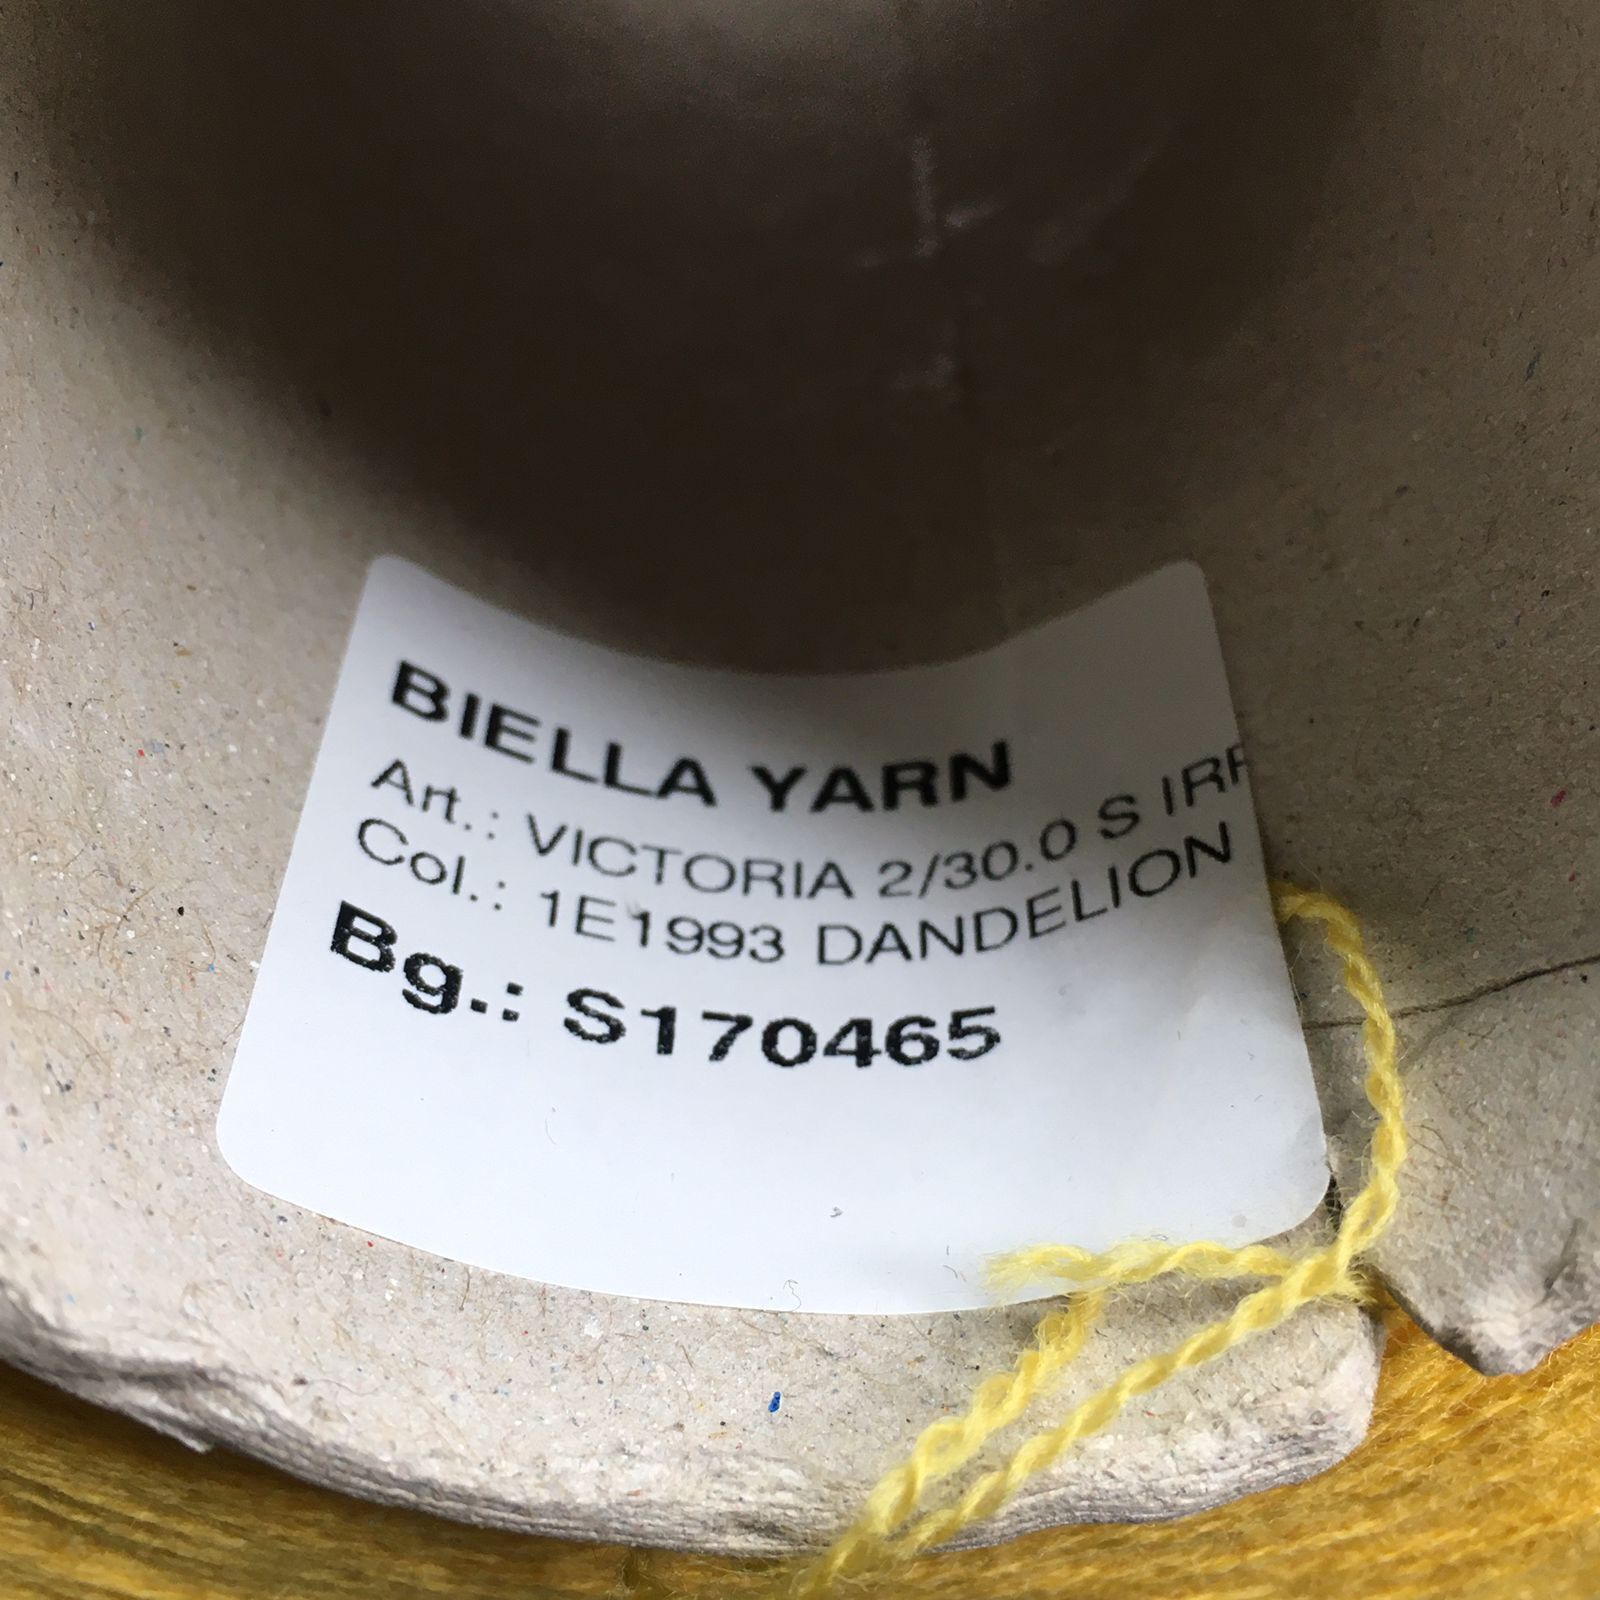 BIELLA YARN
Art.: VICTORIA 2/30.0 S
Col.: 1E1993 DANDELION
Bg.: S170465